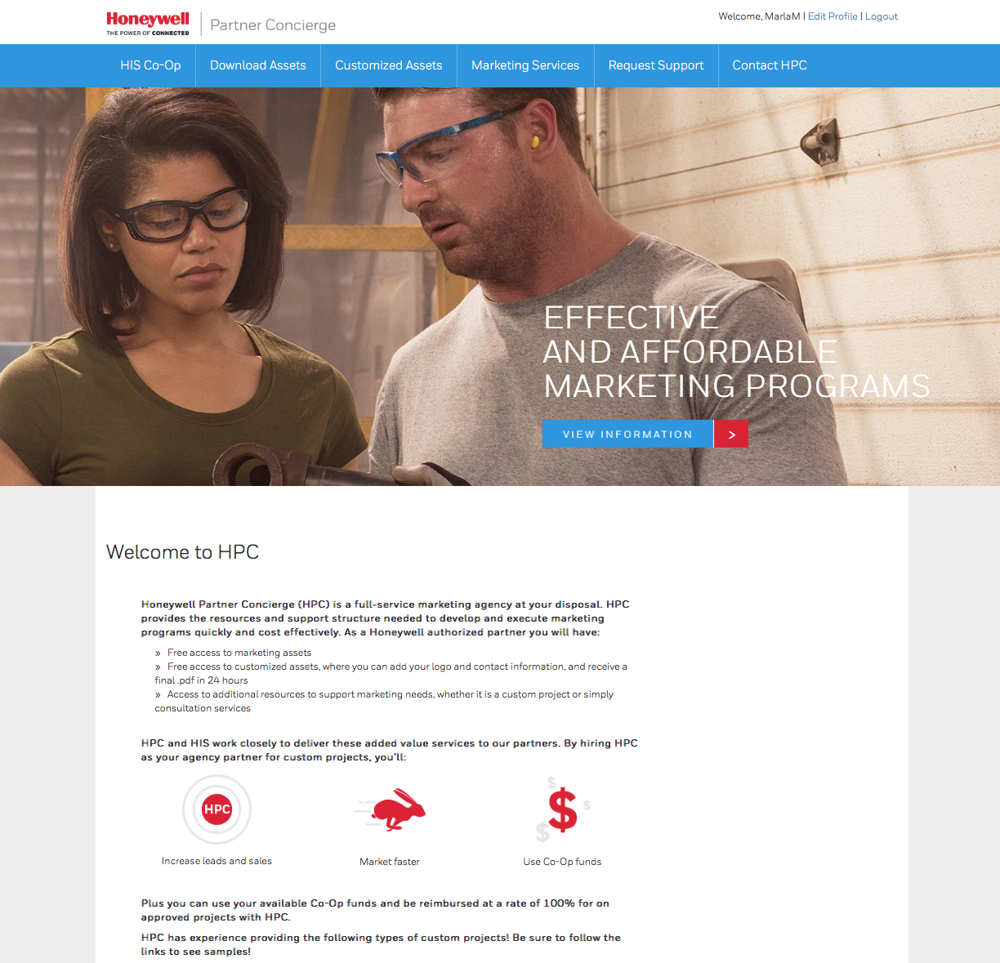 Honeywell
THE POWER OF CONNECTED
Partner Concierge
Welcome, MarlaM | Edit Profile | Logout
HIS Co-Op
Download Assets
Customized Assets
Marketing Services
Request Support
Contact HPC
EFFECTIVE
AND AFFORDABLE
MARKETING PROGRAMS
VIEW INFORMATION >
Welcome to HPC
Honeywell Partner Concierge (HPC) is a full-service marketing agency at your disposal. HPC
provides the resources and support structure needed to develop and execute marketing
programs quickly and cost effectively. As a Honeywell authorized partner you will have:
» Free access to marketing assets
» Free access to customized assets, where you can add your logo and contact information, and receive a
final .pdf in 24 hours
» Access to additional resources to support marketing needs, whether it is a custom project or simply
consultation services
HPC and HIS work closely to deliver these added value services to our partners. By hiring HPC
as your agency partner for custom projects, you'll:
HPC
$
$
$
$
Increase leads and sales
Market faster
Use Co-Op funds
Plus you can use your available Co-Op funds and be reimbursed at a rate of 100% for on
approved projects with HPC.
HPC has experience providing the following types of custom projects! Be sure to follow the
links to see samples!